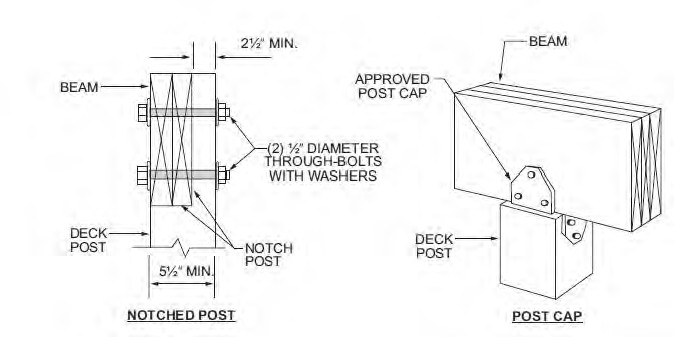 2½" MIN.
BEAM
(2) ½" DIAMETER
THROUGH-BOLTS
WITH WASHERS
DECK
POST
NOTCH
POST
5½" MIN.
NOTCHED POST
BEAM
APPROVED
POST CAP
DECK
POST
POST CAP